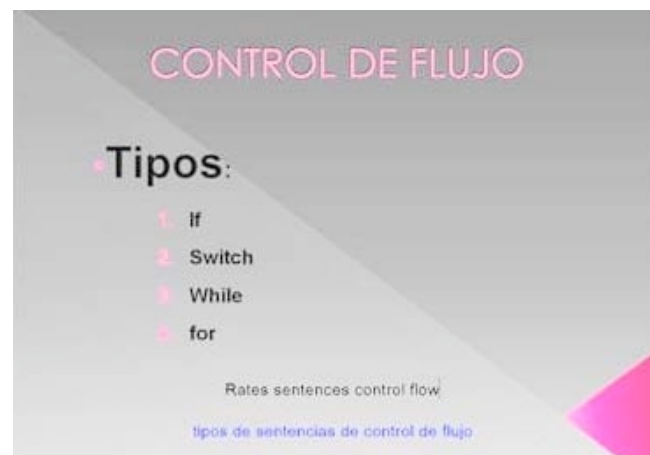 CONTROL DE FLUJO
Tipos:
1. If
2. Switch
3. While
4. for
Rates sentences control flow
tipos de sentencias de control de flujo